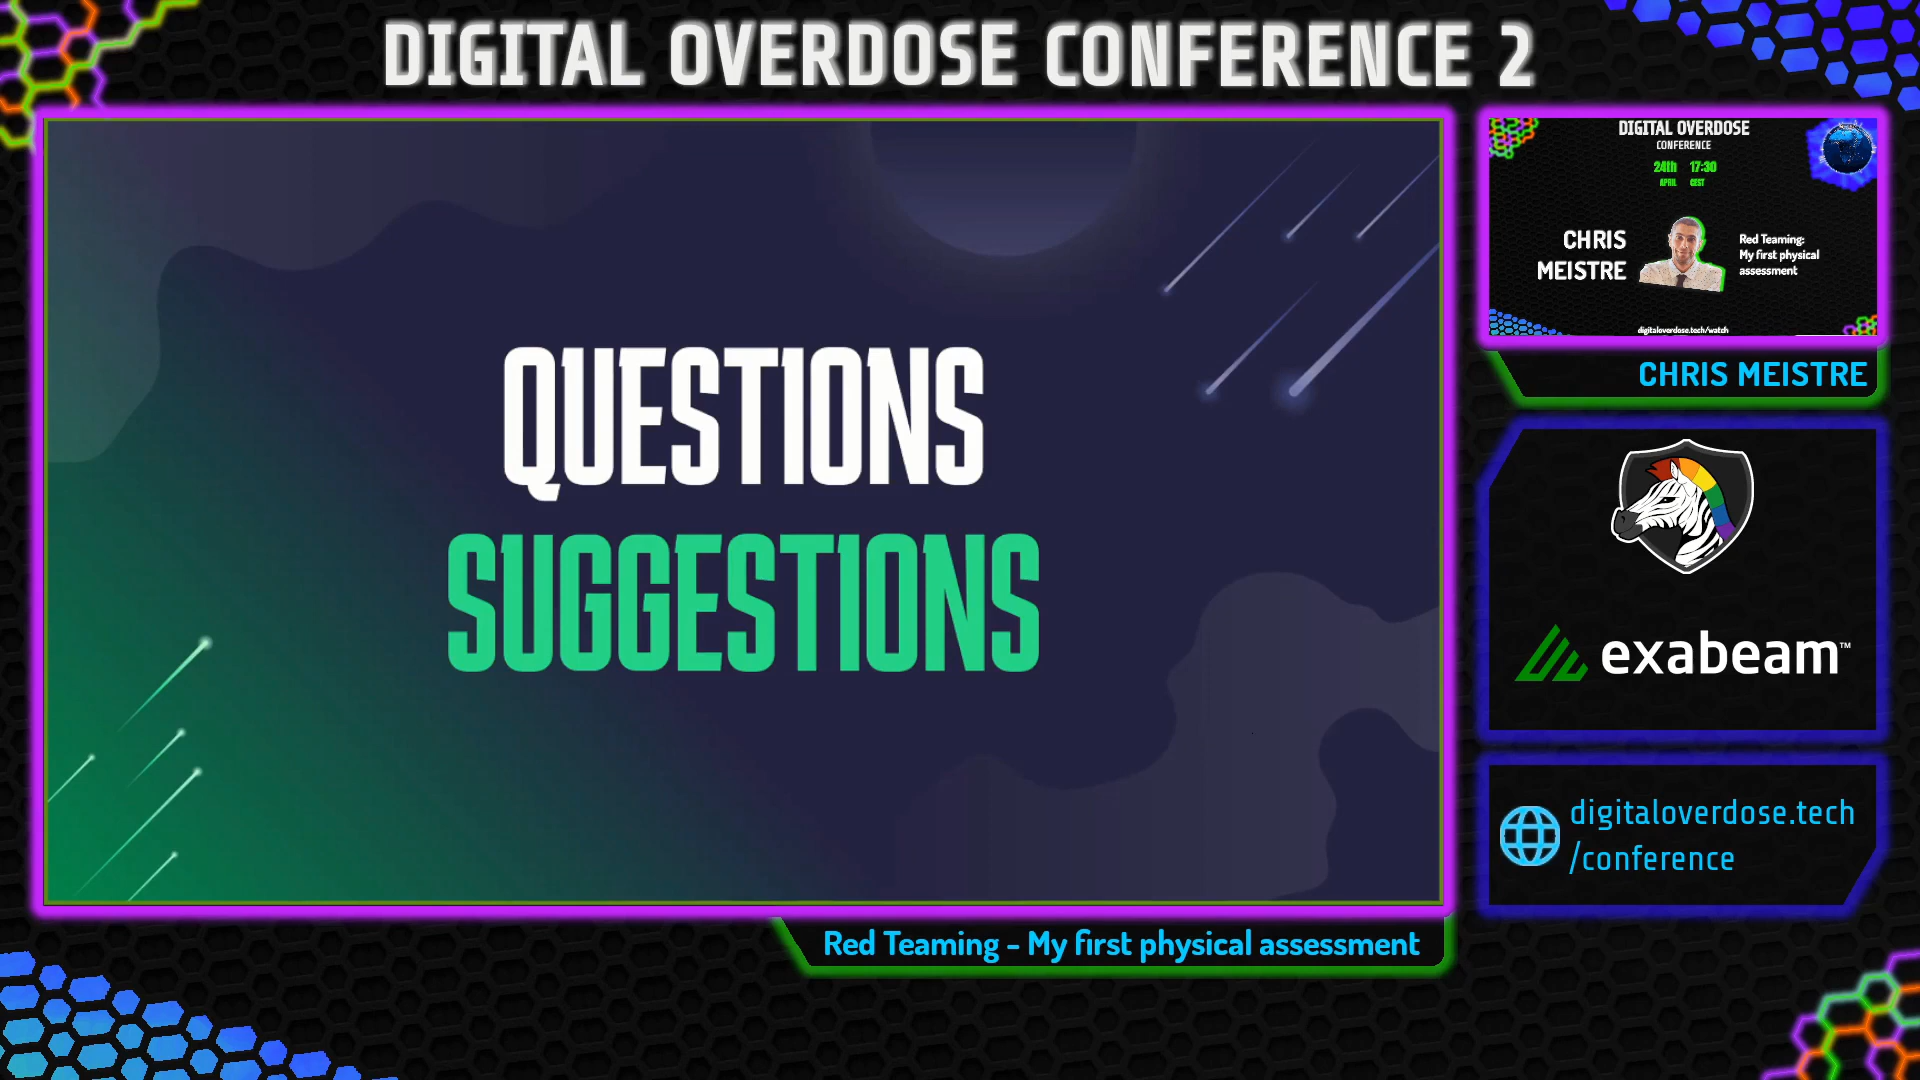 DIGITAL OVERDOSE CONFERENCE 2
QUESTIONS
SUGGESTIONS
DIGITAL OVERDOSE
CONFERENCE
24th 17:30
APRIL CEST
CHRIS
MEISTRE
Red Teaming:
My first physical
assessment
digitaloverdose.tech/watch
CHRIS MEISTRE
exabeam™
digitaloverdose.tech
/conference
Red Teaming - My first physical assessment